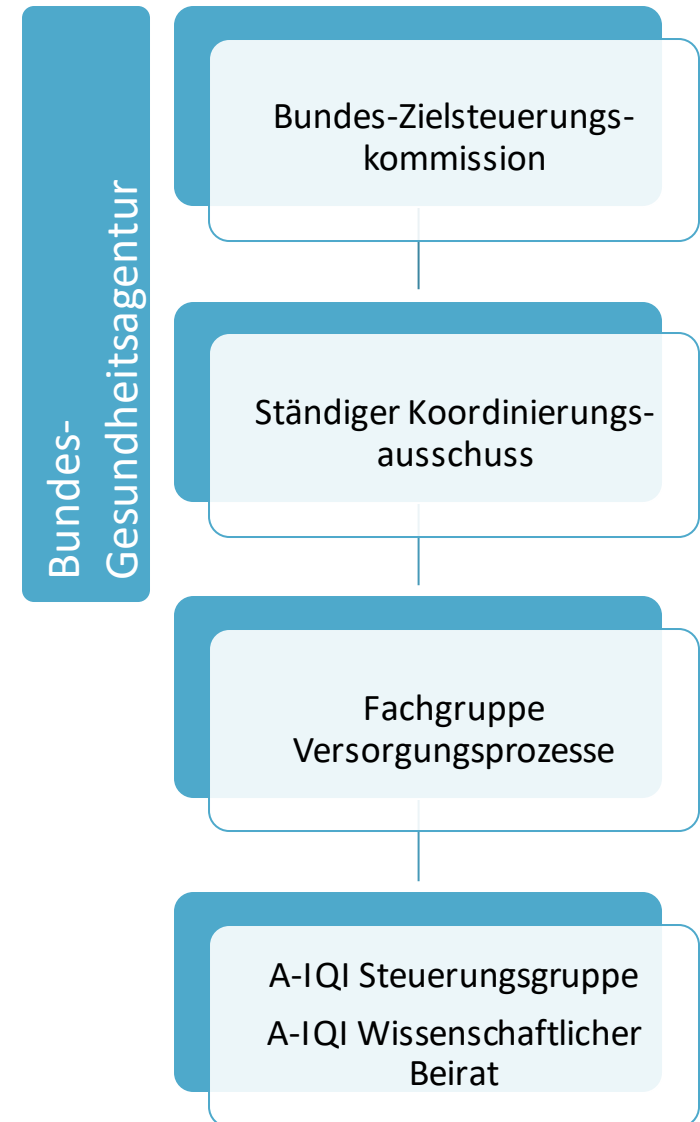 Bundes-
Gesundheitsagentur
Bundes-Zielsteuerungs-
kommission
Ständiger Koordinierungs-
ausschuss
Fachgruppe
Versorgungsprozesse
A-IQI Steuerungsgruppe
A-IQI Wissenschaftlicher
Beirat